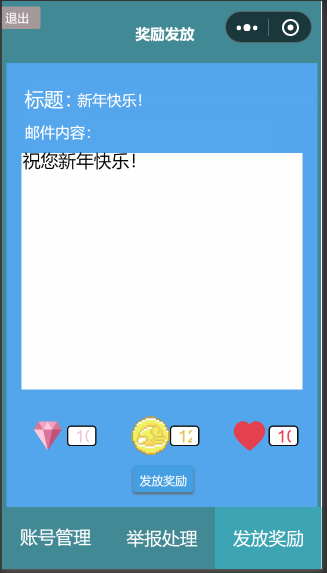 退出
奖励发放
标题：新年快乐！
邮件内容：
祝您新年快乐！
发放奖励
账号管理 举报处理 发放奖励